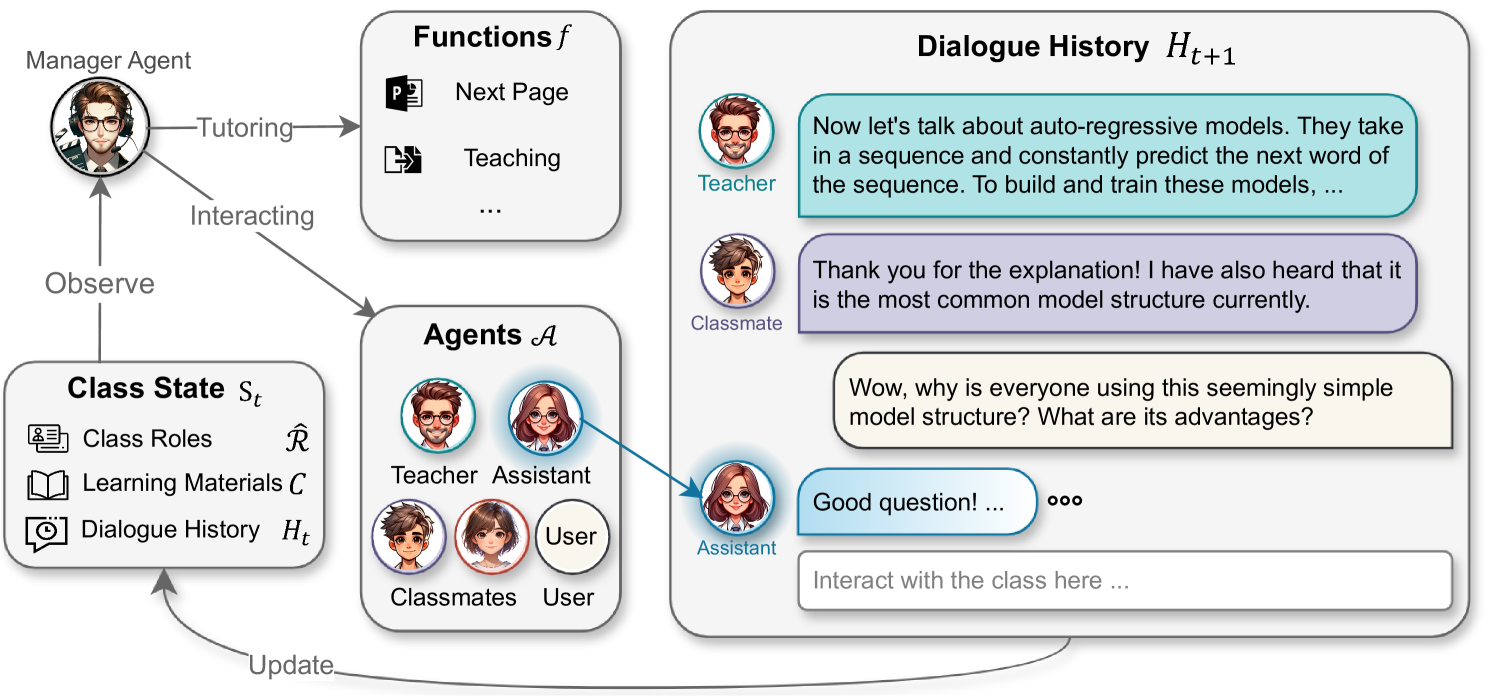 Manager Agent
Tutoring
Interacting
Observe
Functions f
P
Next Page
Teaching
...
Class State S_t
Class Roles R̂
Learning Materials C
Dialogue History H_t
Agents 𝒜
Teacher Assistant
User
Classmates User
Dialogue History H_{t+1}
Teacher
Now let's talk about auto-regressive models. They take
in a sequence and constantly predict the next word of
the sequence. To build and train these models, ...
Classmate
Thank you for the explanation! I have also heard that it
is the most common model structure currently.
Wow, why is everyone using this seemingly simple
model structure? What are its advantages?
Assistant
Good question! ...
Interact with the class here ...
Update